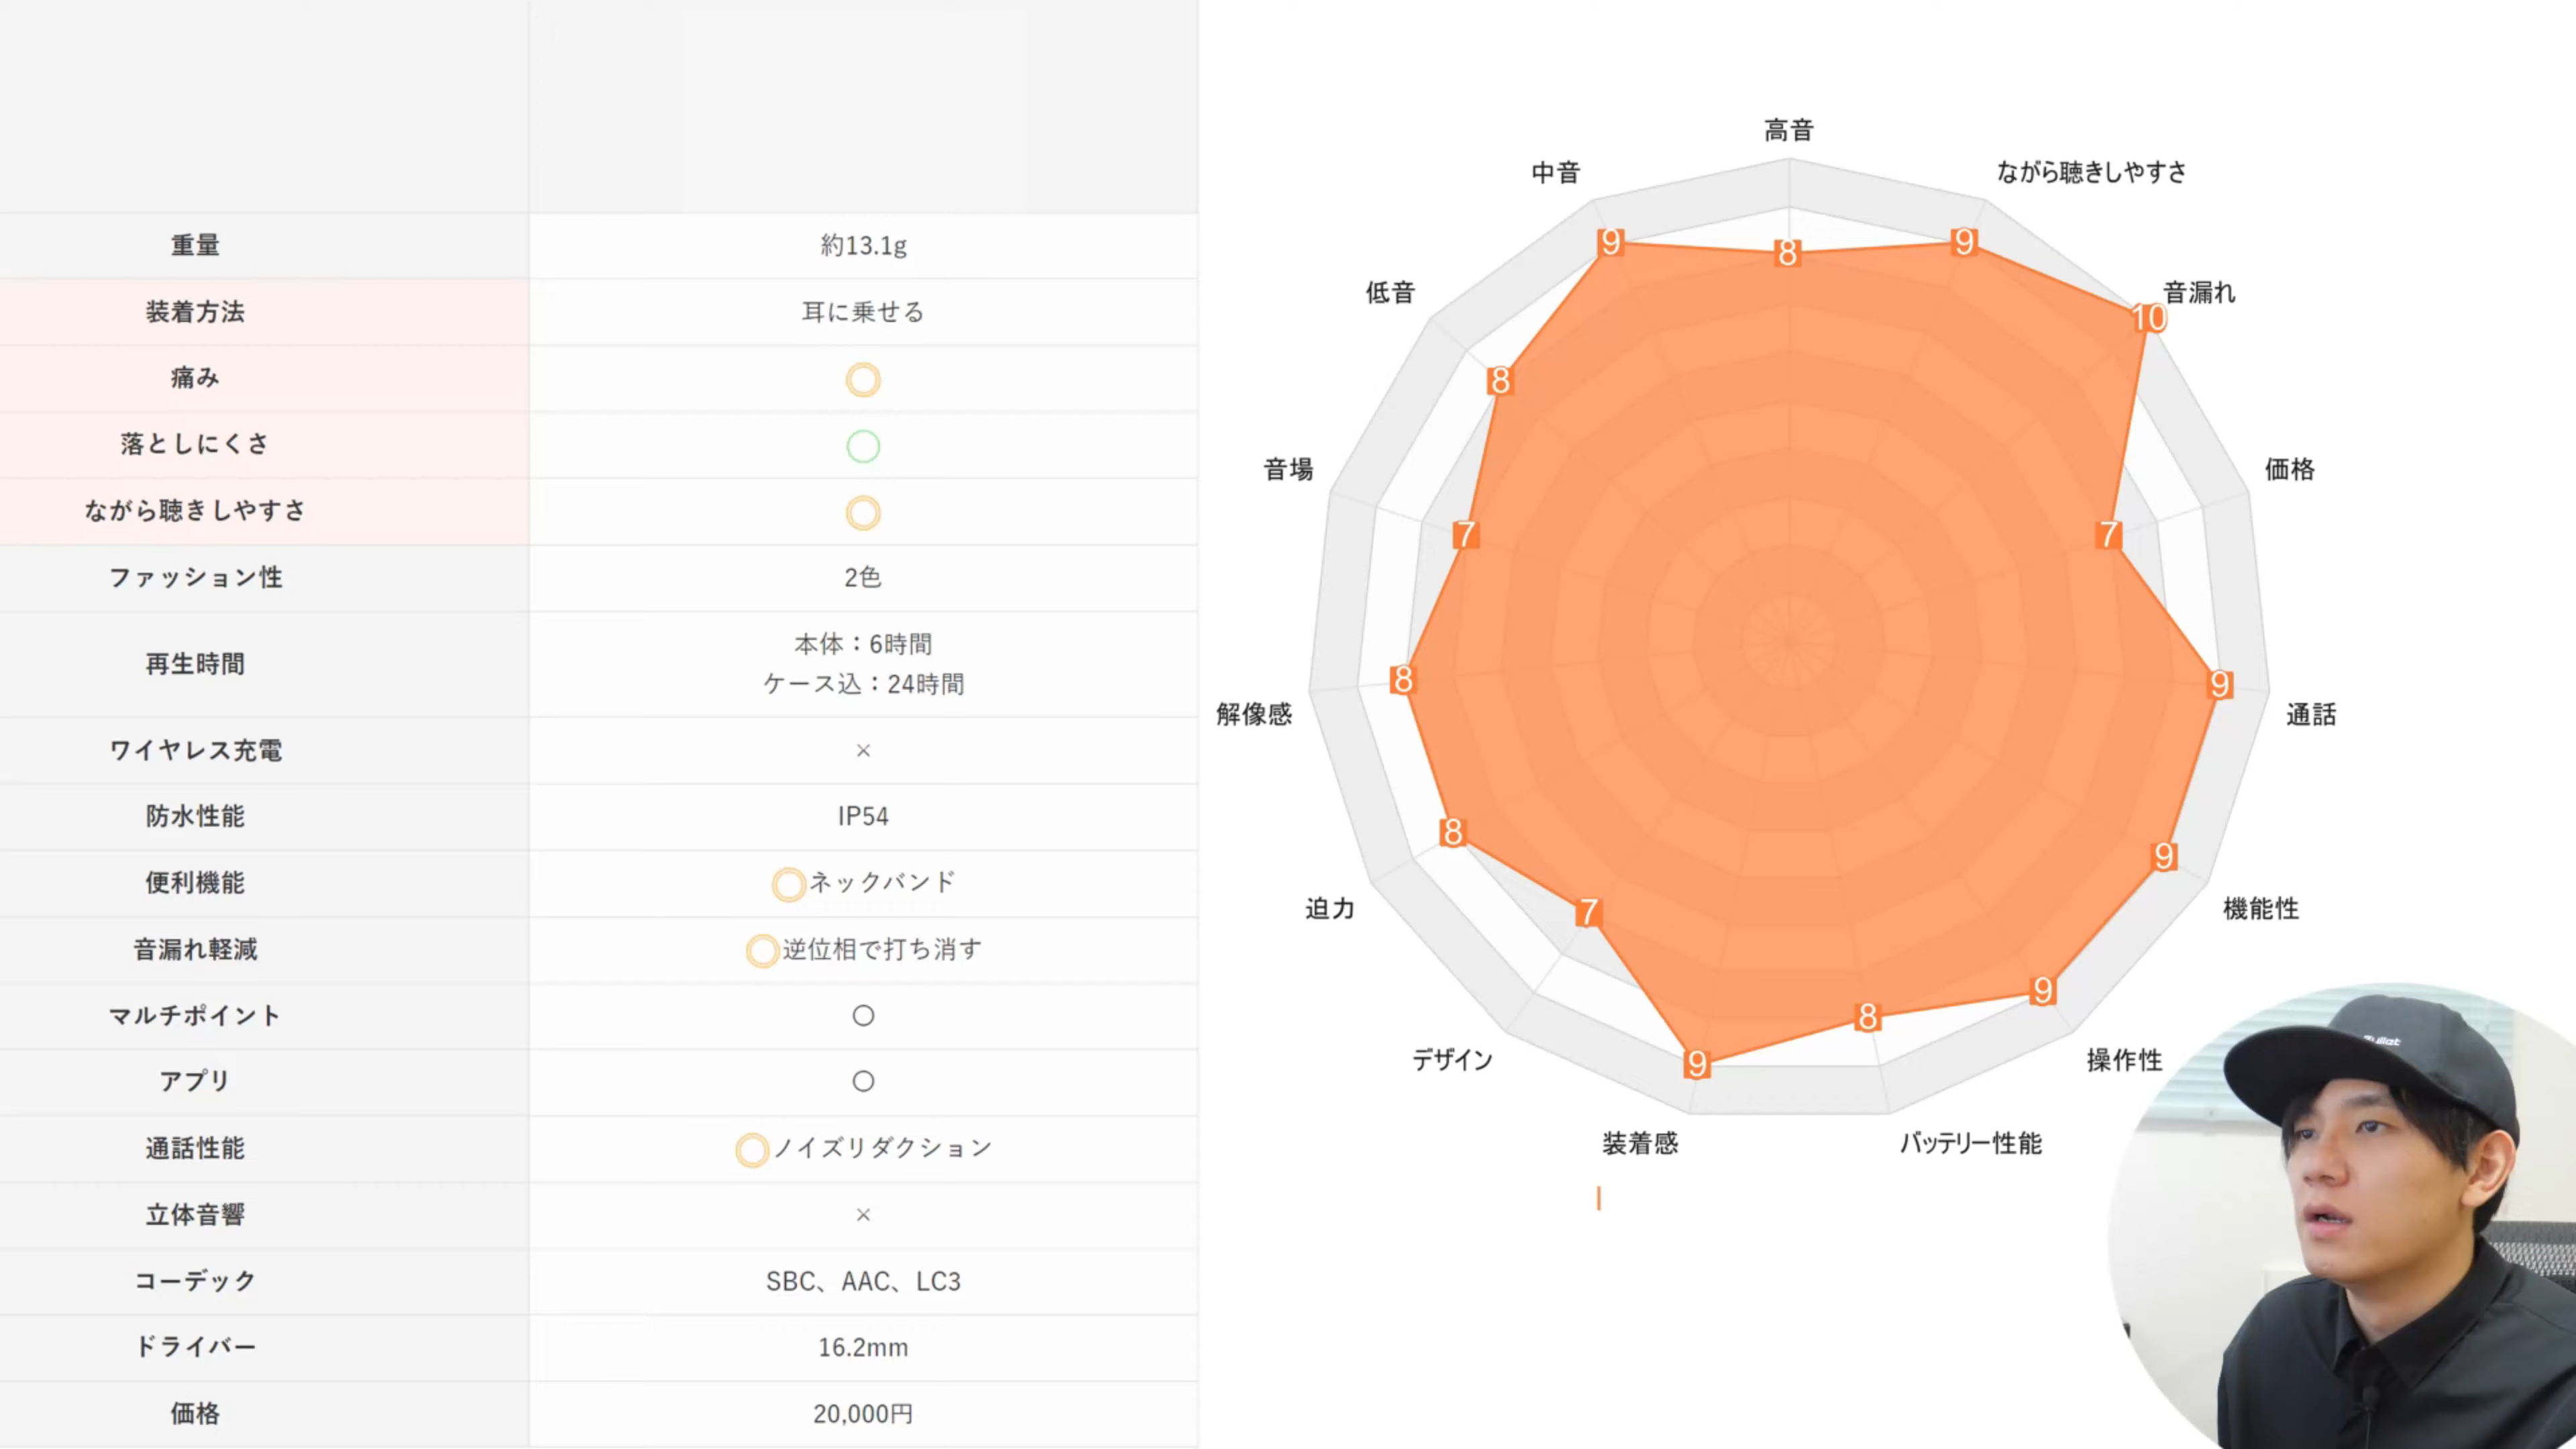 重量
約13.1g
装着方法
耳に乗せる
痛み
◎
落としにくさ
○
ながら聴きしやすさ
◎
ファッション性
2色
再生時間
本体：6時間
ケース込：24時間
ワイヤレス充電
×
防水性能
IP54
便利機能
◎ネックバンド
音漏れ軽減
◎逆位相で打ち消す
マルチポイント
○
アプリ
○
通話性能
◎ノイズリダクション
立体音響
×
コーデック
SBC、AAC、LC3
ドライバー
16.2mm
価格
20,000円
高音
8
ながら聴きしやすさ
9
音漏れ
10
価格
7
通話
9
機能性
9
操作性
9
バッテリー性能
8
装着感
9
デザイン
7
迫力
8
解像感
8
音場
7
低音
8
中音
9